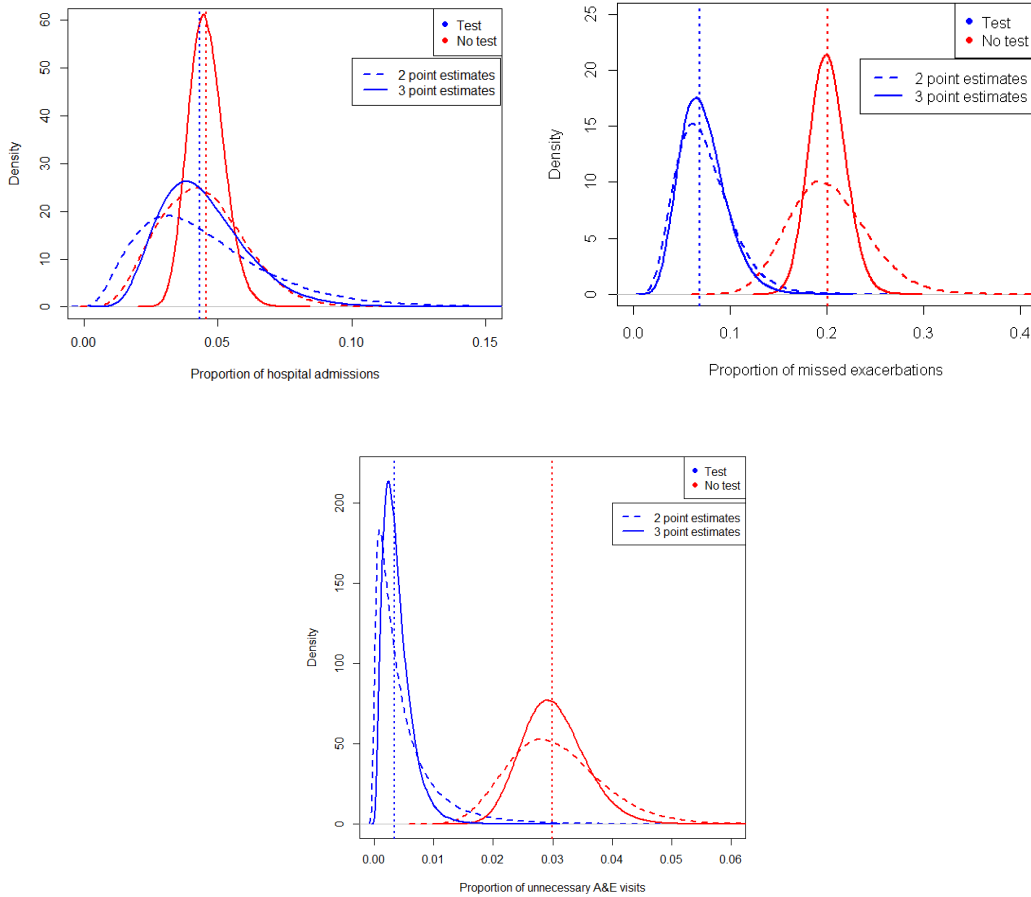 Test
No test
2 point estimates
3 point estimates
Density
0 10 20 30 40 50 60
0.00 0.05 0.10 0.15
Proportion of hospital admissions
Test
No test
2 point estimates
3 point estimates
Density
0 5 10 15 20 25
0.0 0.1 0.2 0.3 0.4
Proportion of missed exacerbations
Test
No test
2 point estimates
3 point estimates
Density
0 50 100 150 200
0.00 0.01 0.02 0.03 0.04 0.05 0.06
Proportion of unnecessary A&E visits